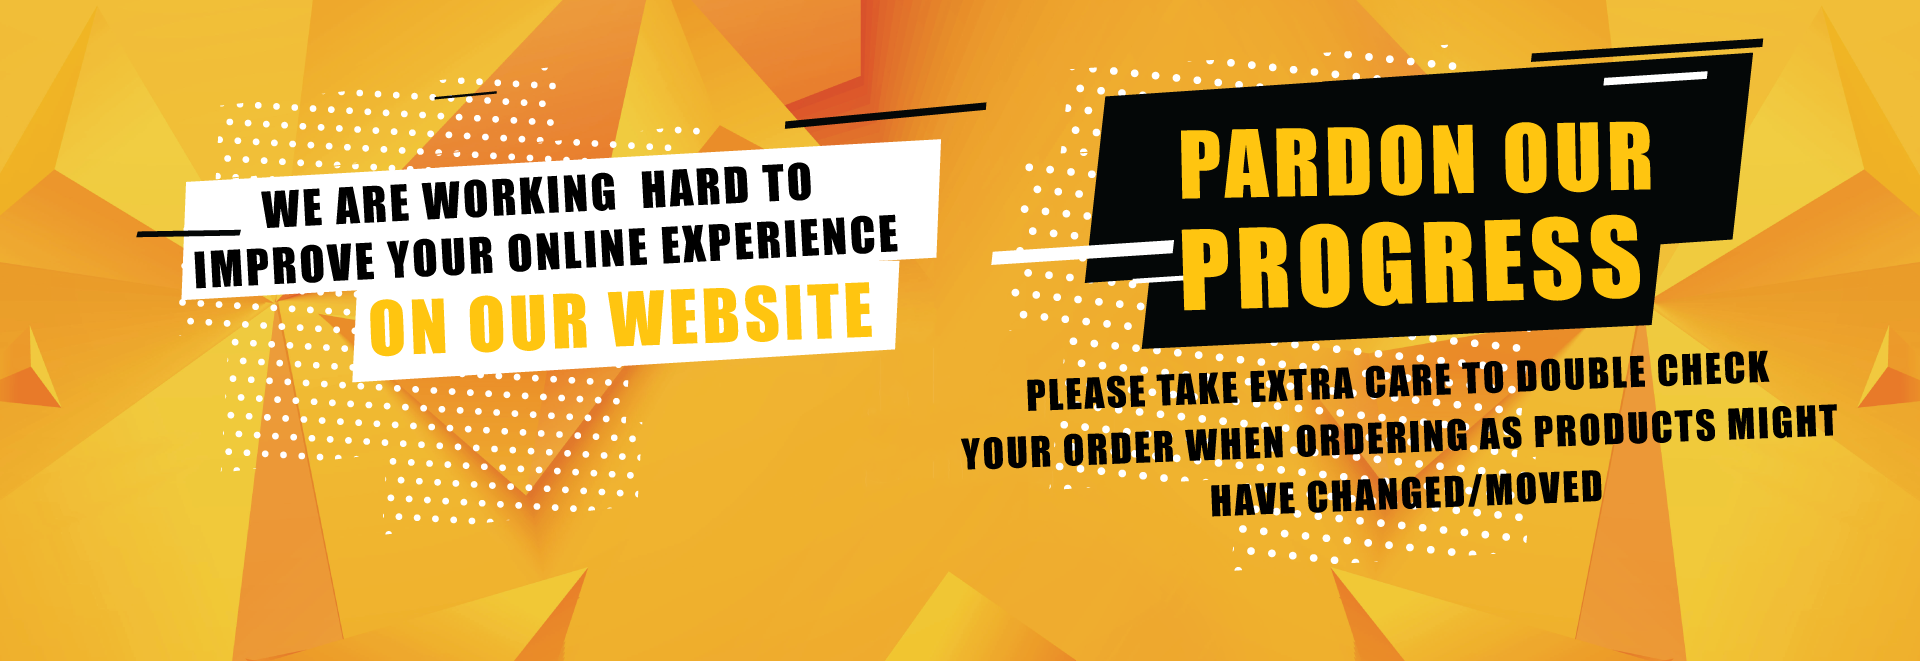 WE ARE WORKING HARD TO
IMPROVE YOUR ONLINE EXPERIENCE
ON OUR WEBSITE
PARDON OUR
PROGRESS
PLEASE TAKE EXTRA CARE TO DOUBLE CHECK
YOUR ORDER WHEN ORDERING AS PRODUCTS MIGHT
HAVE CHANGED/MOVED